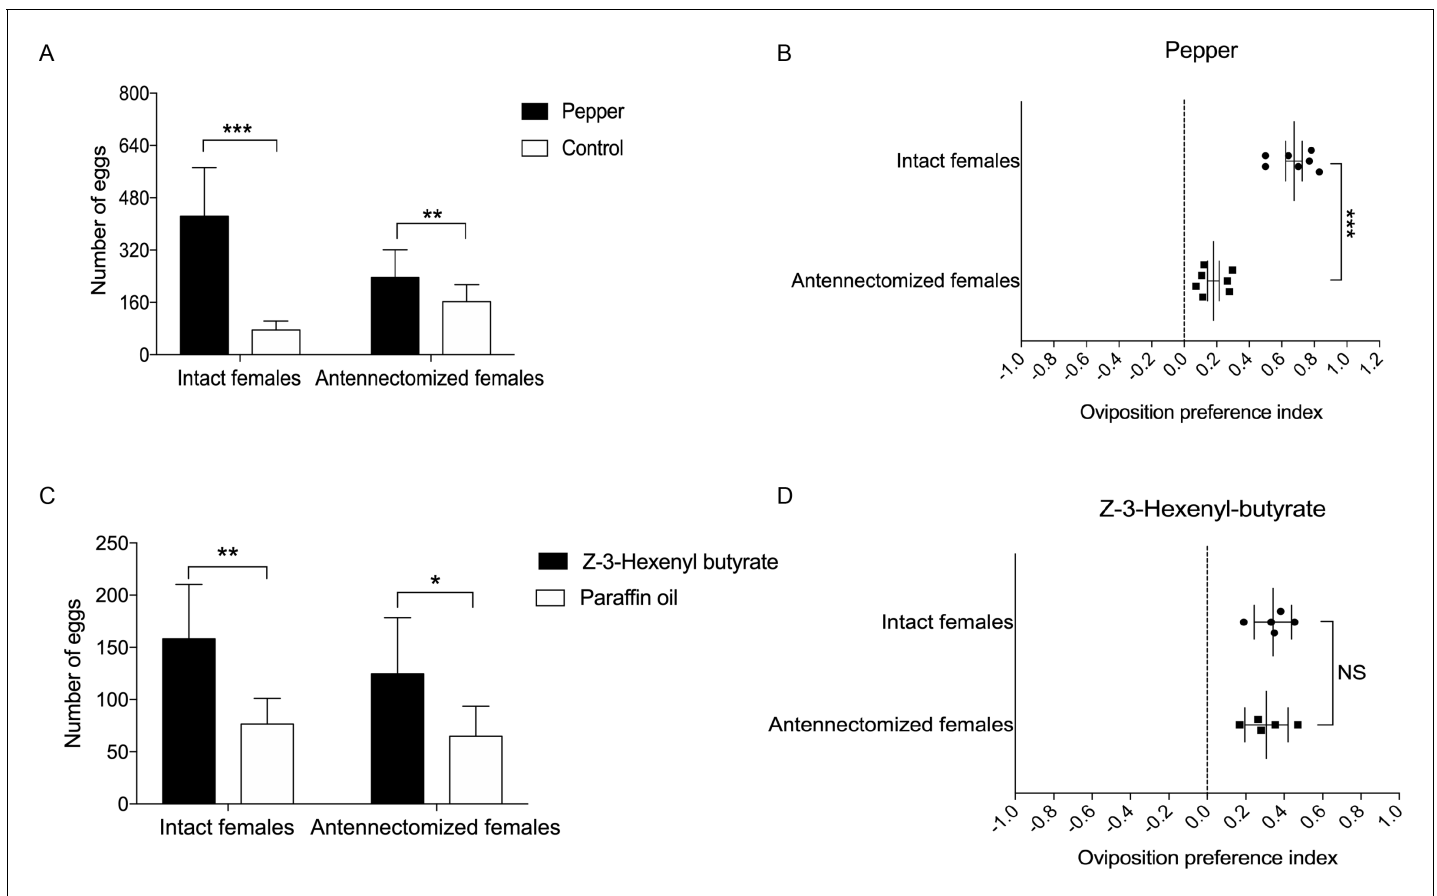 A
800
640
480
320
160
0
Number of eggs
***
**
Pepper
Control
Intact females
Antennectomized females
B
Pepper
Intact females
Antennectomized females
***
-1.0 -0.8 -0.6 -0.4 -0.2 0.0 0.2 0.4 0.6 0.8 1.0 1.2
Oviposition preference index
C
250
200
150
100
50
0
Number of eggs
**
*
Z-3-Hexenyl butyrate
Paraffin oil
Intact females
Antennectomized females
D
Z-3-Hexenyl-butyrate
Intact females
Antennectomized females
NS
-1.0 -0.8 -0.6 -0.4 -0.2 0.0 0.2 0.4 0.6 0.8 1.0
Oviposition preference index